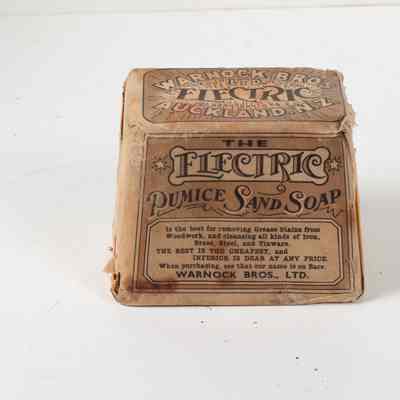 WARNOCK BROS
ELECTRIC
AUCKLAND. N.Z
THE
ELECTRIC
PUMICE SAND SOAP
Is the best for removing Grease Stains from
Woodwork, and cleansing all kinds of Iron,
Brass, Steel, and Tinware.
THE BEST IS THE CHEAPEST, and
INFERIOR IS DEAR AT ANY PRICE.
When purchasing, see that our name is on Bars.
WARNOCK BROS., LTD.